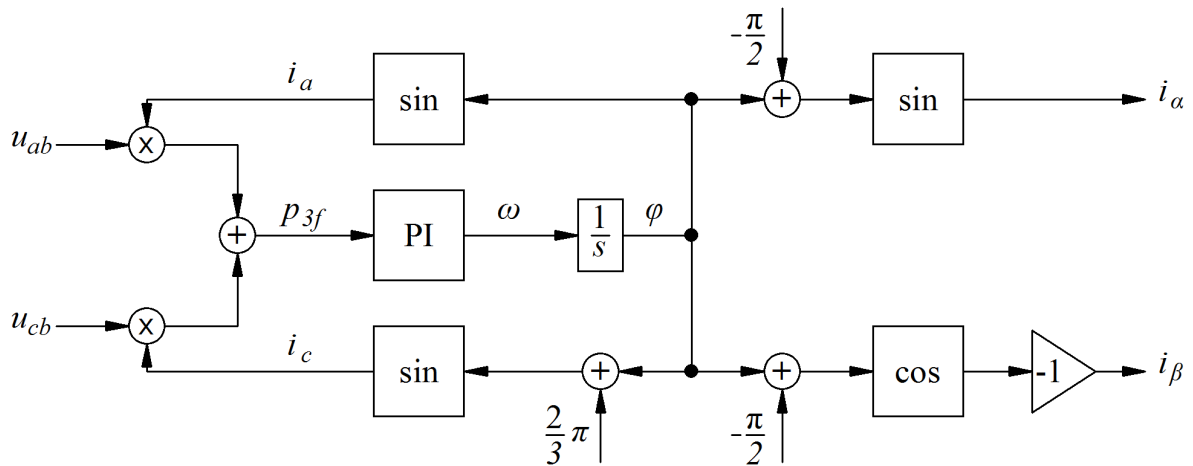 -π/2
i_a
sin
+
sin
i_α
u_ab
x
x
+
p_3f
PI
ω
1/s
φ
u_cb
x
i_c
sin
+
+
cos
-1
i_β
2/3 π
-π/2